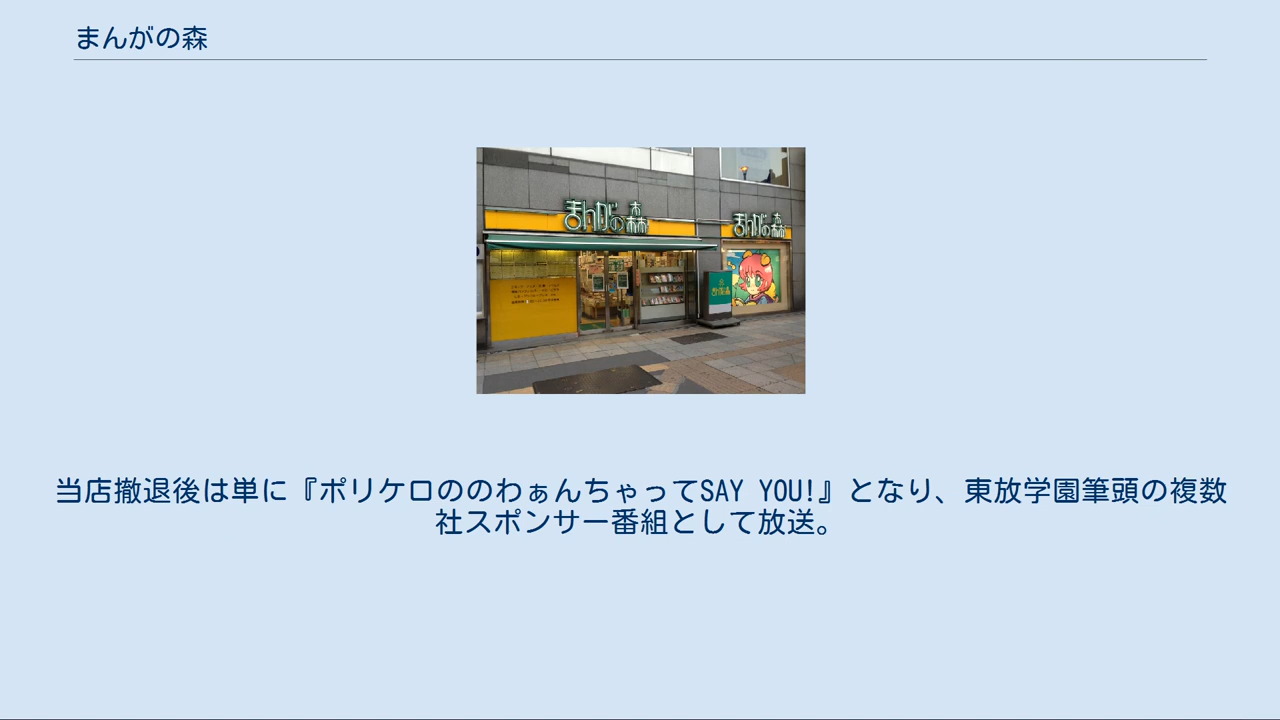 まんがの森
まんがの森
まんがの森
当店撤退後は単に『ポリケロののわぁんちゃってSAY YOU!』となり、東放学園筆頭の複数
社スポンサー番組として放送。